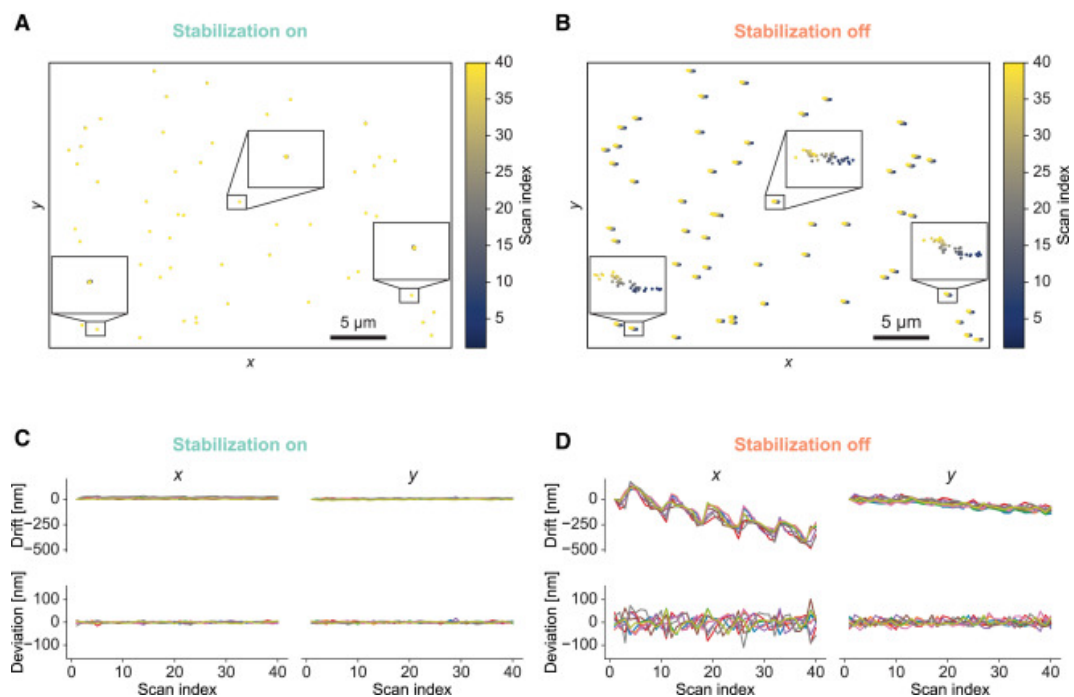 A
Stabilization on
40
35
30
25
20
15
10
5
Scan index
y
5 μm
x
B
Stabilization off
40
35
30
25
20
15
10
5
Scan index
y
5 μm
x
C
Stabilization on
x
y
Drift [nm]
0
−250
−500
Deviation [nm]
100
0
−100
0 10 20 30 40
0 10 20 30 40
Scan index
Scan index
D
Stabilization off
x
y
Drift [nm]
0
−250
−500
Deviation [nm]
100
0
−100
0 10 20 30 40
0 10 20 30 40
Scan index
Scan index